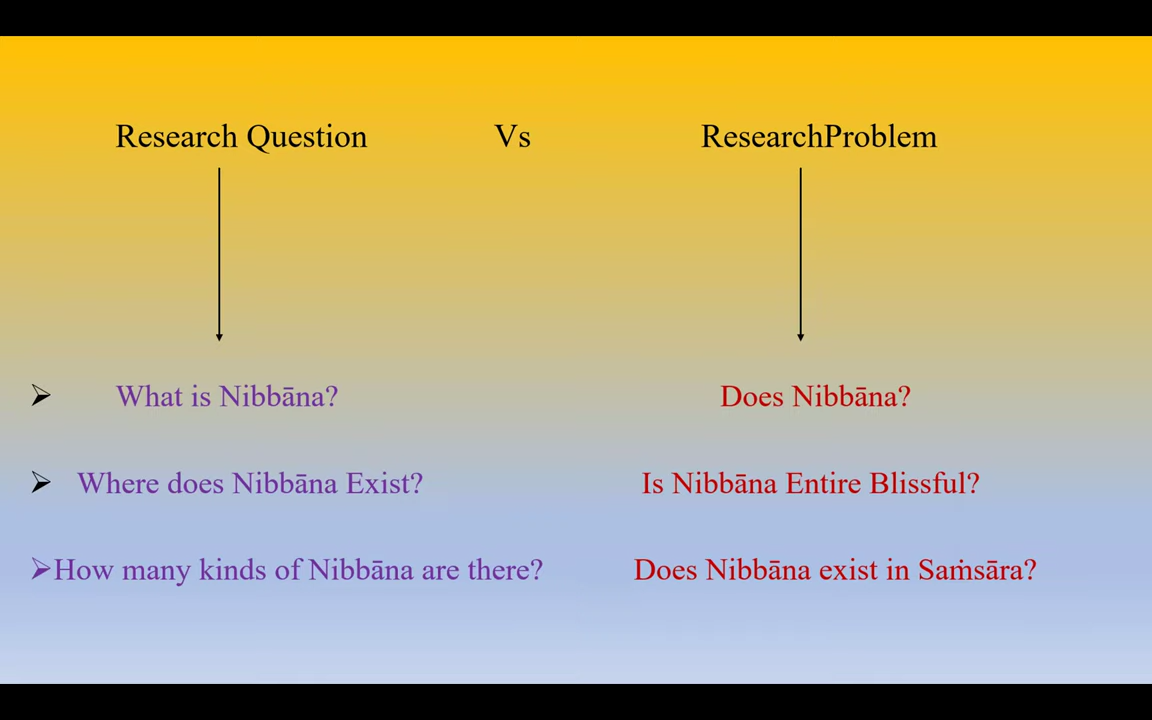 Research Question Vs ResearchProblem
What is Nibbāna? Does Nibbāna?
Where does Nibbāna Exist? Is Nibbāna Entire Blissful?
How many kinds of Nibbāna are there? Does Nibbāna exist in Saṁsāra?